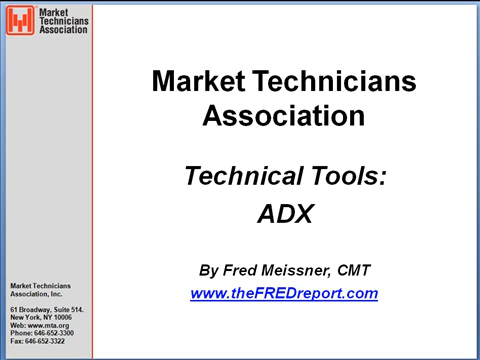 Market
Technicians
Association
Market Technicians
Association
Technical Tools:
ADX
By Fred Meissner, CMT
www.theFREDreport.com
Market Technicians
Association, Inc.
61 Broadway, Suite 514.
New York, NY 10006
Web: www.mta.org
Phone: 646-652-3300
Fax: 646-652-3322